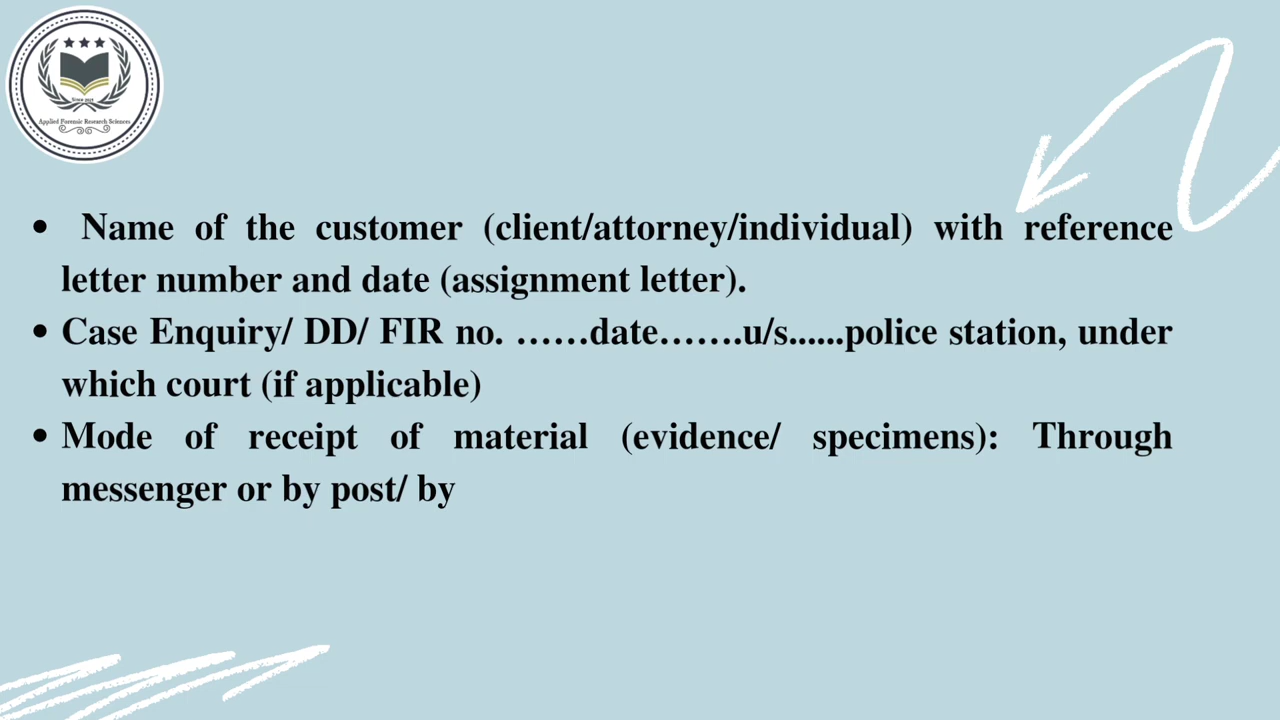 Applied Forensic Research Sciences
• Name of the customer (client/attorney/individual) with reference
letter number and date (assignment letter).
• Case Enquiry/ DD/ FIR no. ……date…….u/s......police station, under
which court (if applicable)
• Mode of receipt of material (evidence/ specimens): Through
messenger or by post/ by